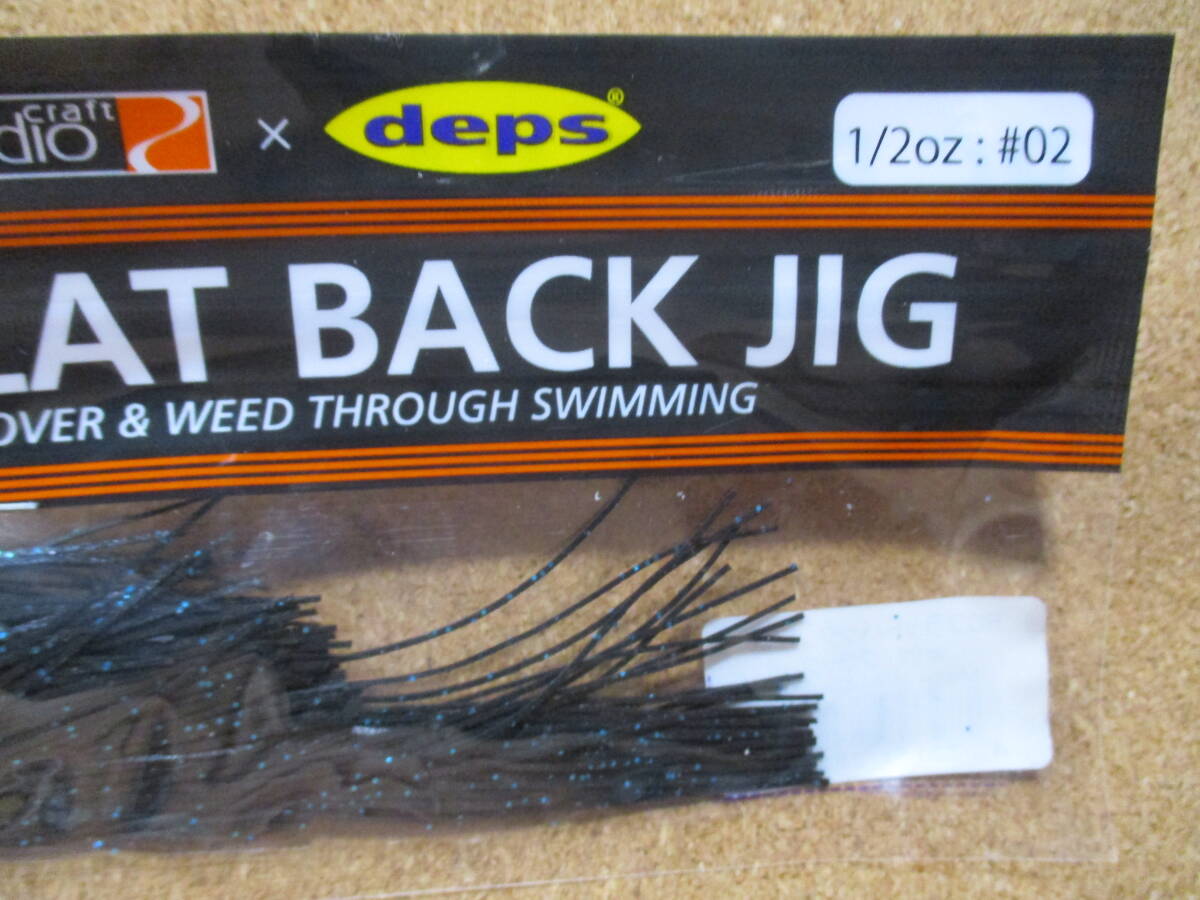 craft
dio
× deps®
1/2oz : #02
LAT BACK JIG
OVER & WEED THROUGH SWIMMING